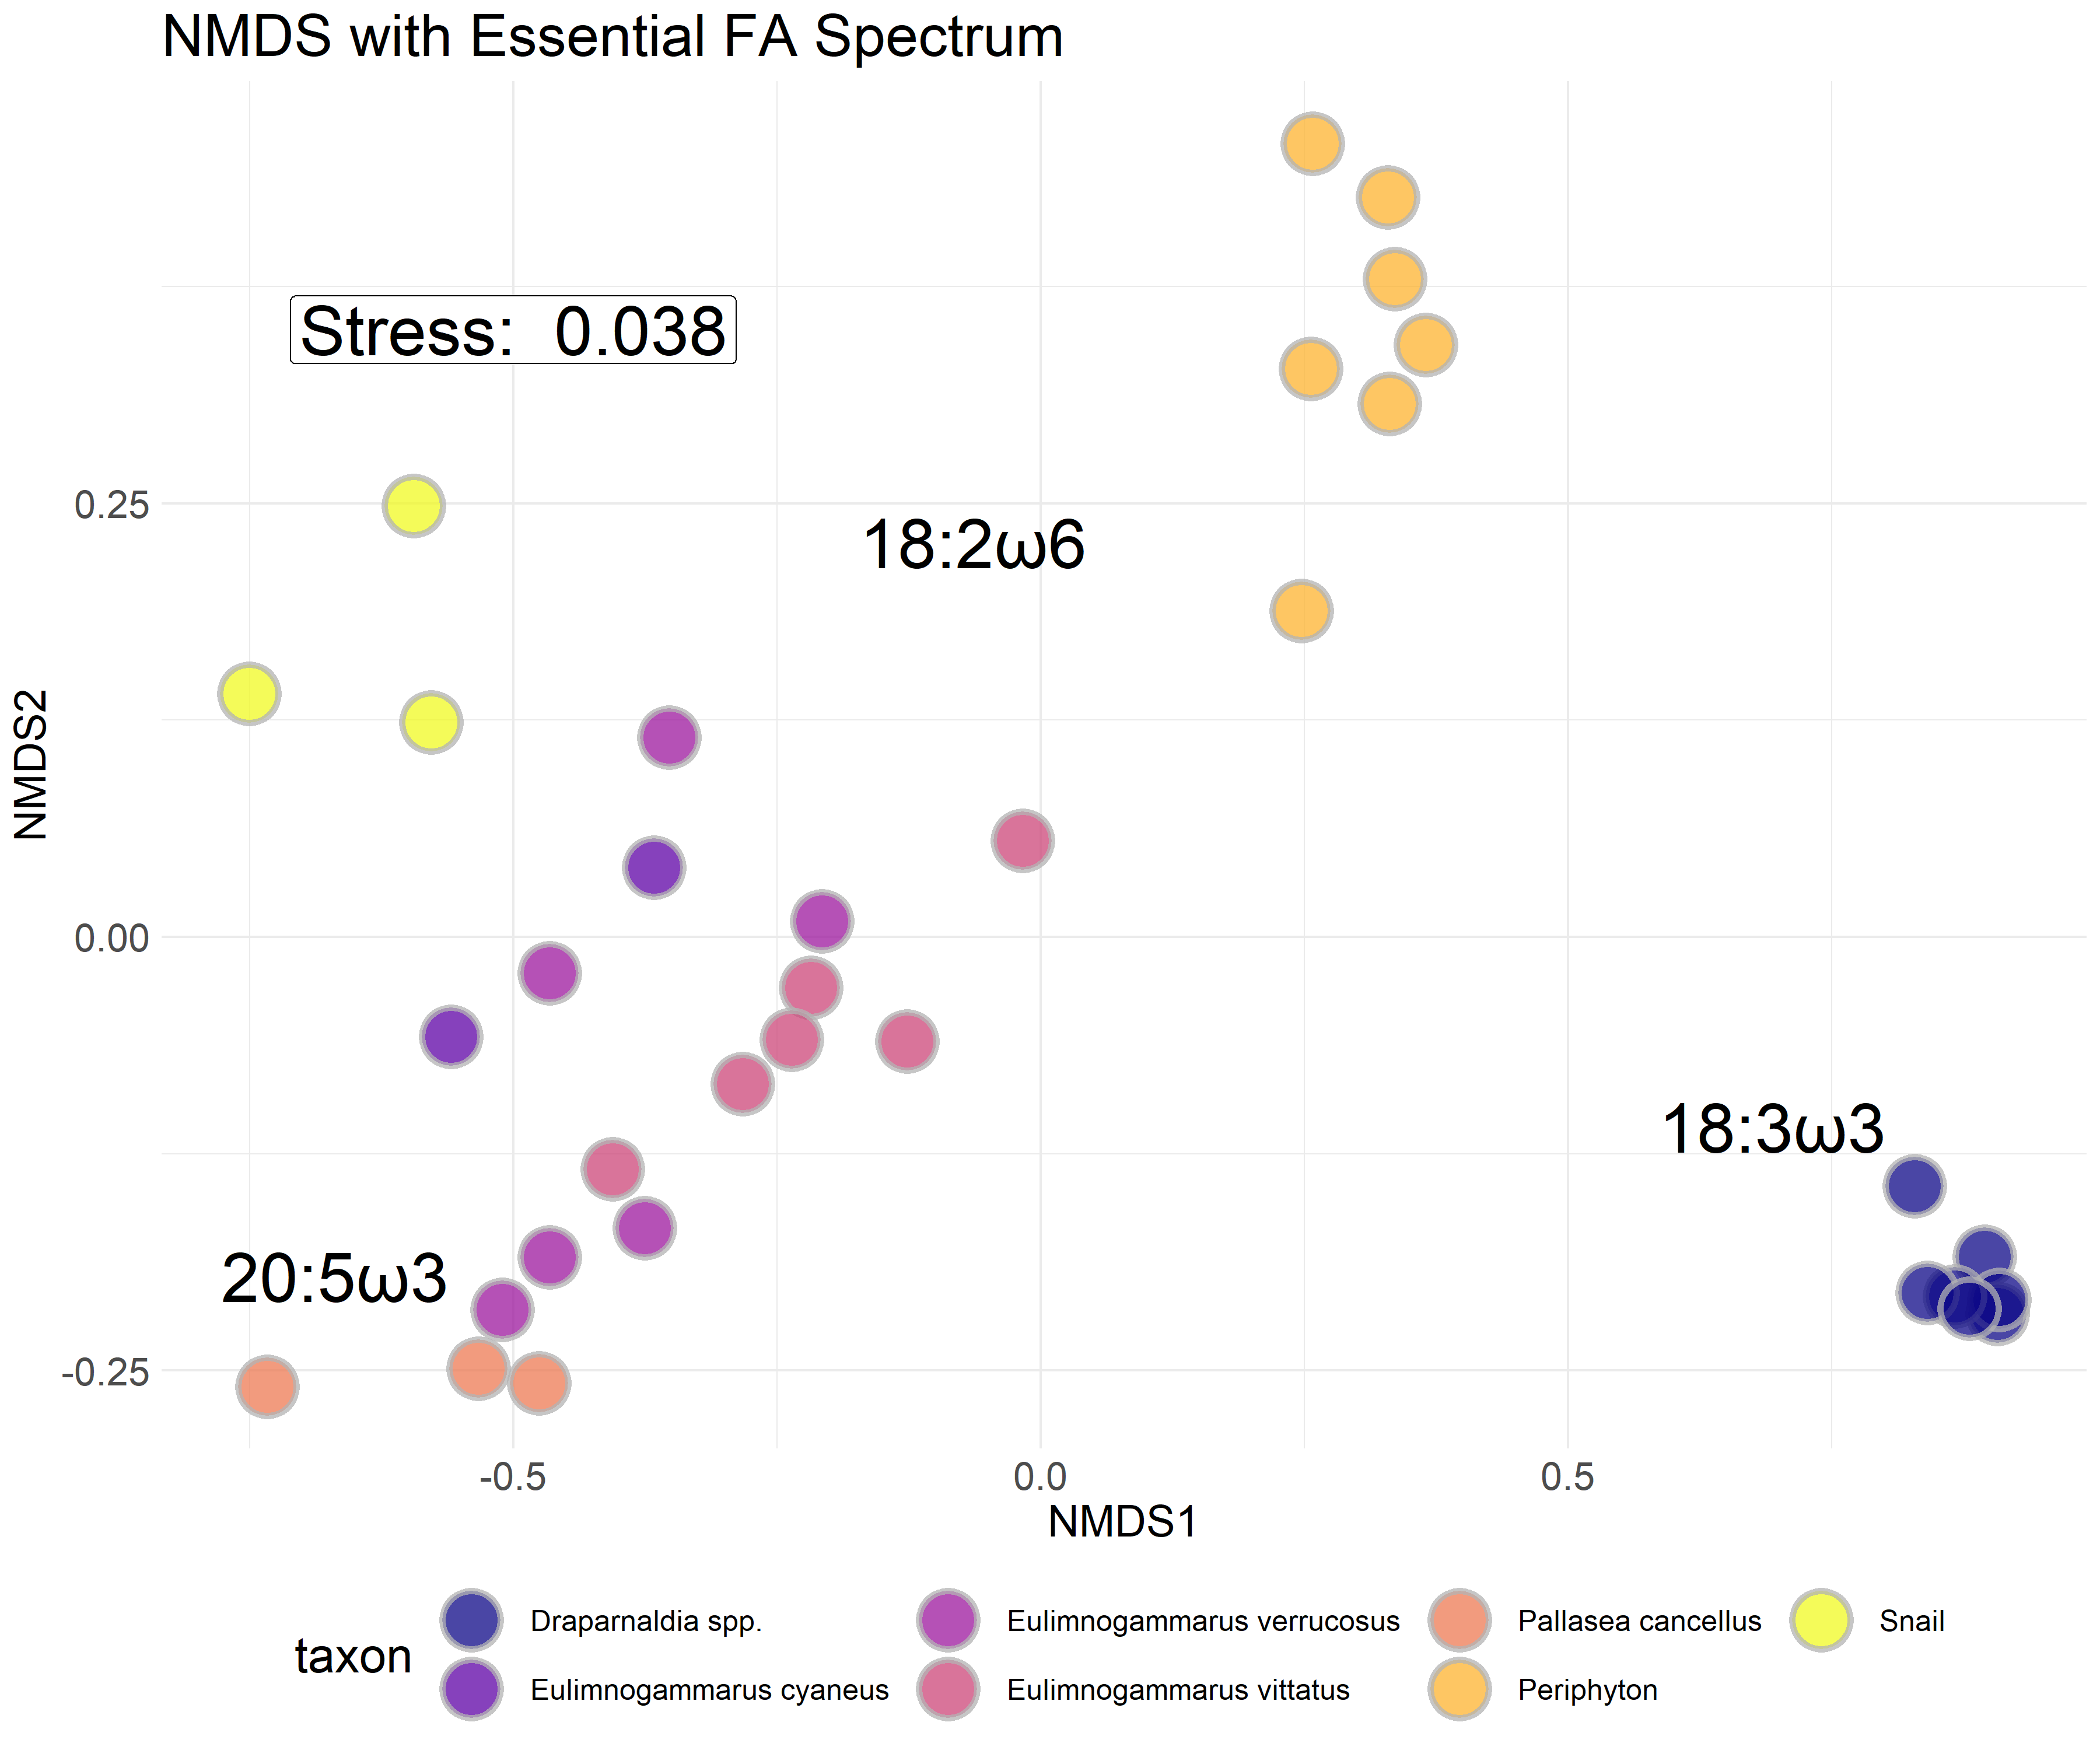 NMDS with Essential FA Spectrum
Stress:  0.038
18:2ω6
18:3ω3
20:5ω3
NMDS2
0.25
0.00
-0.25
-0.5
0.0
0.5
NMDS1
taxon
Draparnaldia spp.
Eulimnogammarus verrucosus
Pallasea cancellus
Snail
Eulimnogammarus cyaneus
Eulimnogammarus vittatus
Periphyton